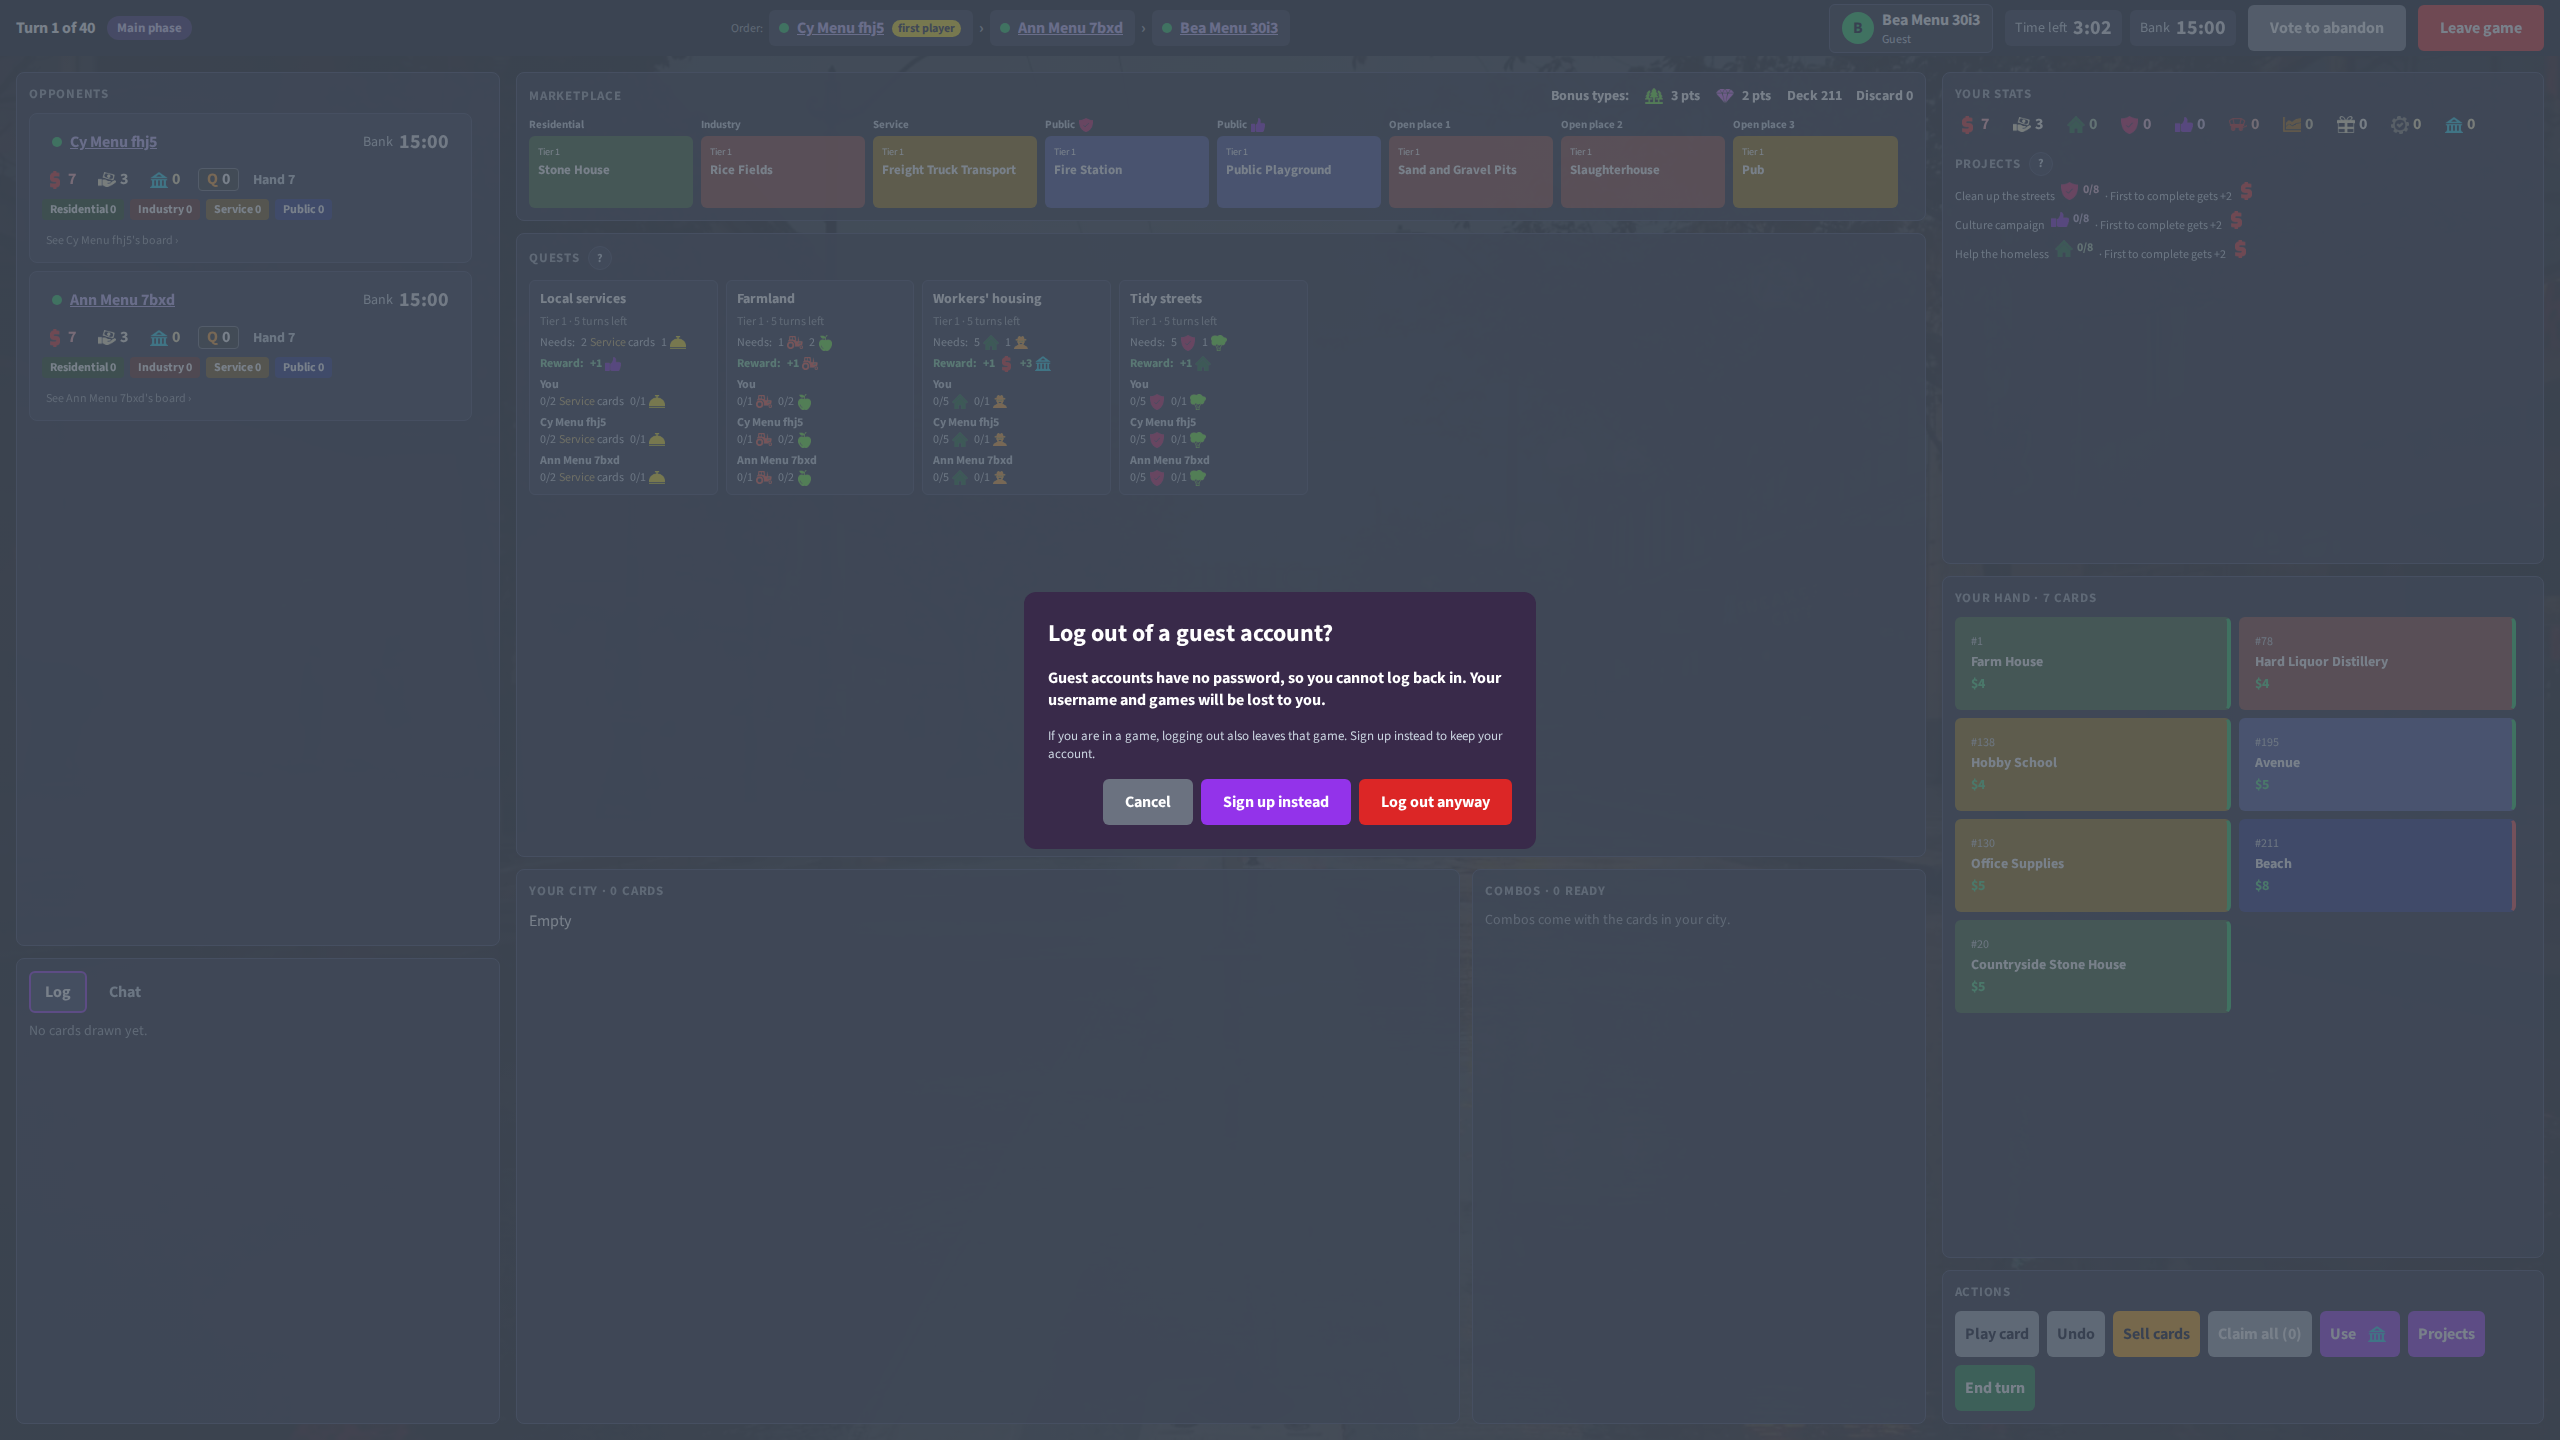 Turn 1 of 40 Main phase
Order: Cy Menu fhj5 first player › Ann Menu 7bxd › Bea Menu 30i3
B Bea Menu 30i3
Guest
Time left 3:02 Bank 15:00 Vote to abandon Leave game
OPPONENTS
Cy Menu fhj5 Bank 15:00
7 3 0 Q 0 Hand 7
Residential 0 Industry 0 Service 0 Public 0
See Cy Menu fhj5's board ›
Ann Menu 7bxd Bank 15:00
7 3 0 Q 0 Hand 7
Residential 0 Industry 0 Service 0 Public 0
See Ann Menu 7bxd's board ›
Log Chat
No cards drawn yet.
MARKETPLACE Bonus types: 3 pts 2 pts Deck 211 Discard 0
Residential Industry Service Public Public Open place 1 Open place 2 Open place 3
Tier 1 Tier 1 Tier 1 Tier 1 Tier 1 Tier 1 Tier 1 Tier 1
Stone House Rice Fields Freight Truck Transport Fire Station Public Playground Sand and Gravel Pits Slaughterhouse Pub
QUESTS ?
Local services
Tier 1 · 5 turns left
Needs: 2 Service cards 1
Reward: +1
You
0/2 Service cards 0/1
Cy Menu fhj5
0/2 Service cards 0/1
Ann Menu 7bxd
0/2 Service cards 0/1
Farmland
Tier 1 · 5 turns left
Needs: 1 2
Reward: +1
You
0/1 0/2
Cy Menu fhj5
0/1 0/2
Ann Menu 7bxd
0/1 0/2
Workers' housing
Tier 1 · 5 turns left
Needs: 5 1
Reward: +1 +3
You
0/5 0/1
Cy Menu fhj5
0/5 0/1
Ann Menu 7bxd
0/5 0/1
Tidy streets
Tier 1 · 5 turns left
Needs: 5 1
Reward: +1
You
0/5 0/1
Cy Menu fhj5
0/5 0/1
Ann Menu 7bxd
0/5 0/1
Log out of a guest account?
Guest accounts have no password, so you cannot log back in. Your
username and games will be lost to you.
If you are in a game, logging out also leaves that game. Sign up instead to keep your
account.
Cancel Sign up instead Log out anyway
YOUR CITY · 0 CARDS
Empty
COMBOS · 0 READY
Combos come with the cards in your city.
YOUR STATS
7 3 0 0 0 0 0 0 0 0
PROJECTS ?
Clean up the streets 0/8 · First to complete gets +2
Culture campaign 0/8 · First to complete gets +2
Help the homeless 0/8 · First to complete gets +2
YOUR HAND · 7 CARDS
#1
Farm House
$4
#78
Hard Liquor Distillery
$4
#138
Hobby School
$4
#195
Avenue
$5
#130
Office Supplies
$5
#211
Beach
$8
#20
Countryside Stone House
$5
ACTIONS
Play card Undo Sell cards Claim all (0) Use Projects
End turn